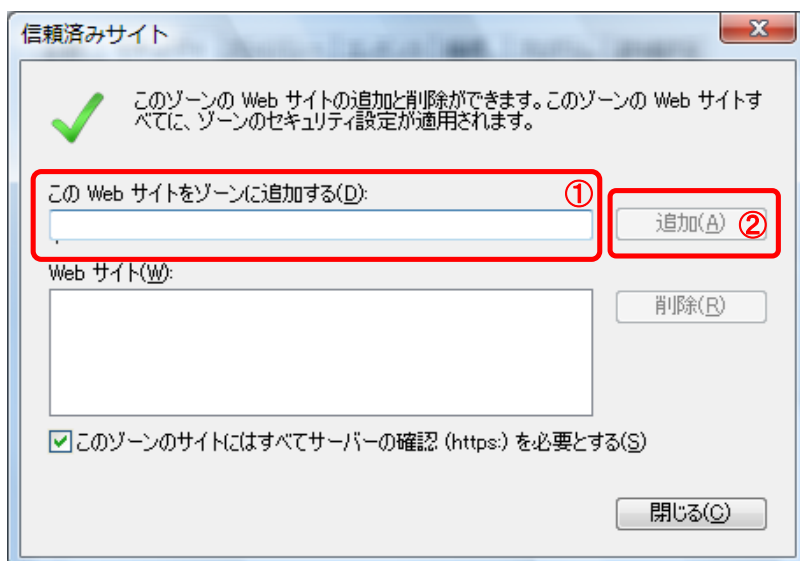 信頼済みサイト
このゾーンの Web サイトの追加と削除ができます。このゾーンの Web サイトす
べてに、ゾーンのセキュリティ設定が適用されます。
この Web サイトをゾーンに追加する(D):
①
追加(A)
②
Web サイト(W):
削除(R)
このゾーンのサイトにはすべてサーバーの確認 (https:) を必要とする(S)
閉じる(C)